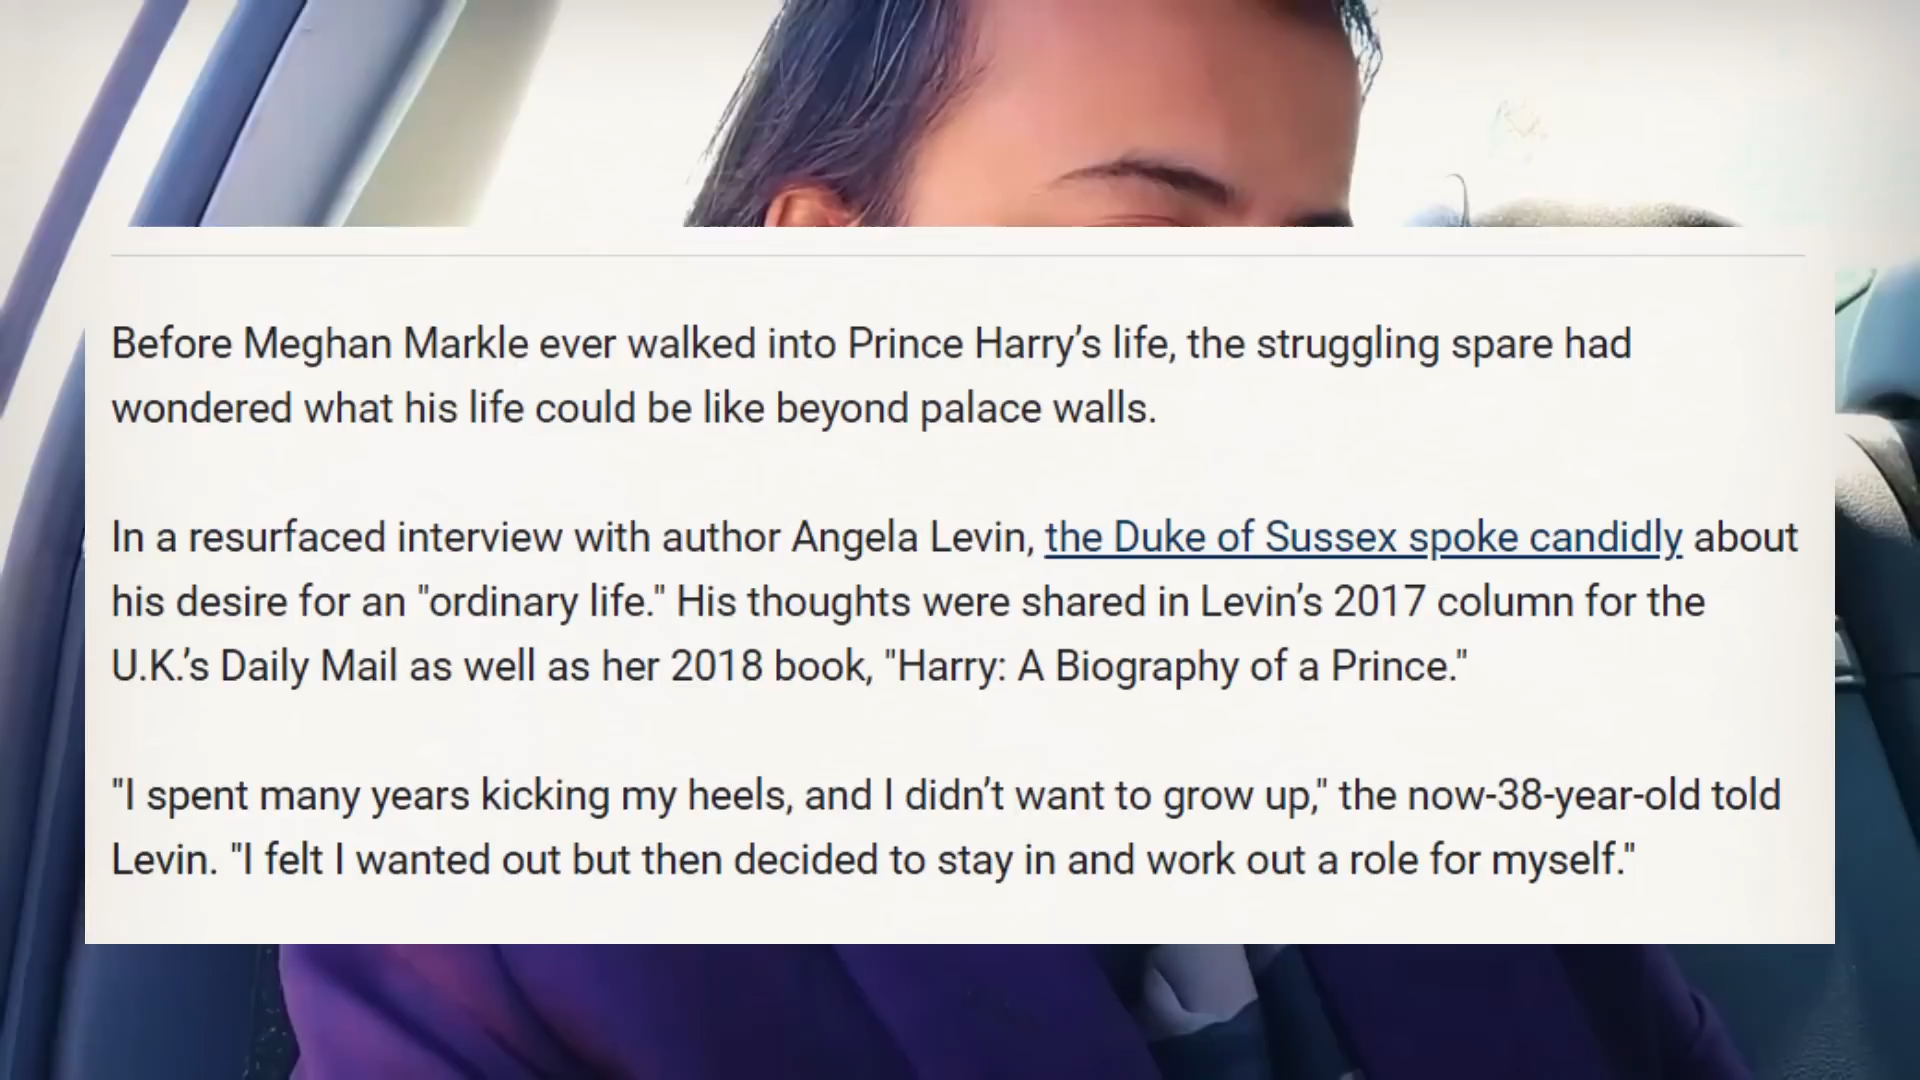 Before Meghan Markle ever walked into Prince Harry’s life, the struggling spare had
wondered what his life could be like beyond palace walls.
In a resurfaced interview with author Angela Levin, the Duke of Sussex spoke candidly about
his desire for an "ordinary life." His thoughts were shared in Levin’s 2017 column for the
U.K.’s Daily Mail as well as her 2018 book, "Harry: A Biography of a Prince."
"I spent many years kicking my heels, and I didn’t want to grow up," the now-38-year-old told
Levin. "I felt I wanted out but then decided to stay in and work out a role for myself."